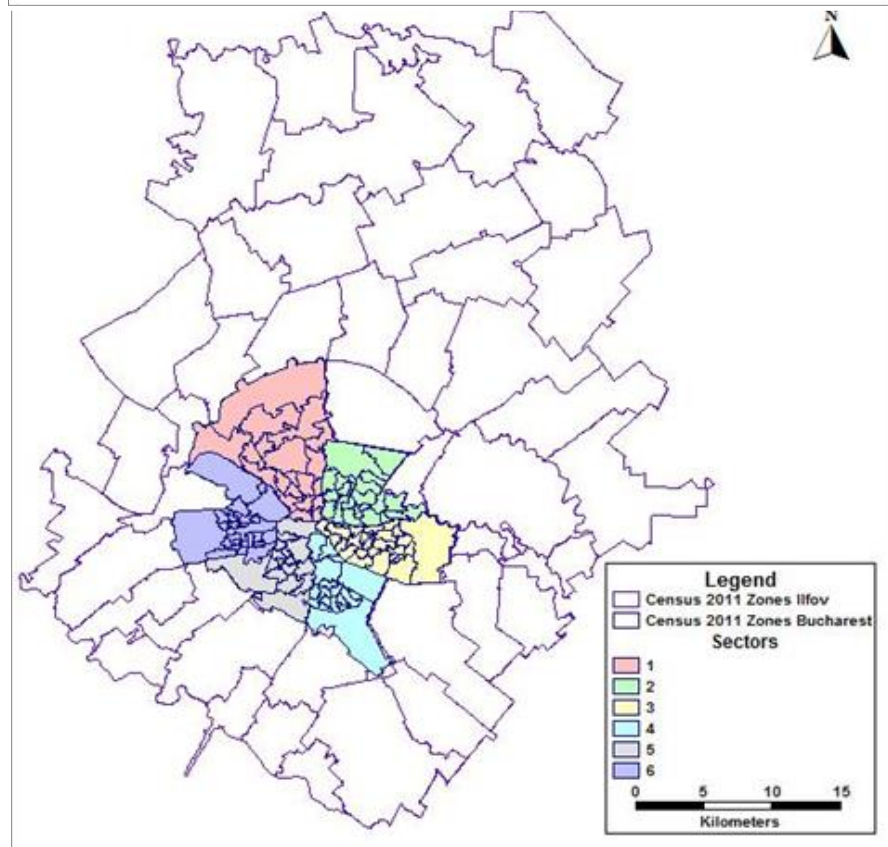 N
Legend
Census 2011 Zones Ilfov
Census 2011 Zones Bucharest
Sectors
1
2
3
4
5
6
0 5 10 15
Kilometers